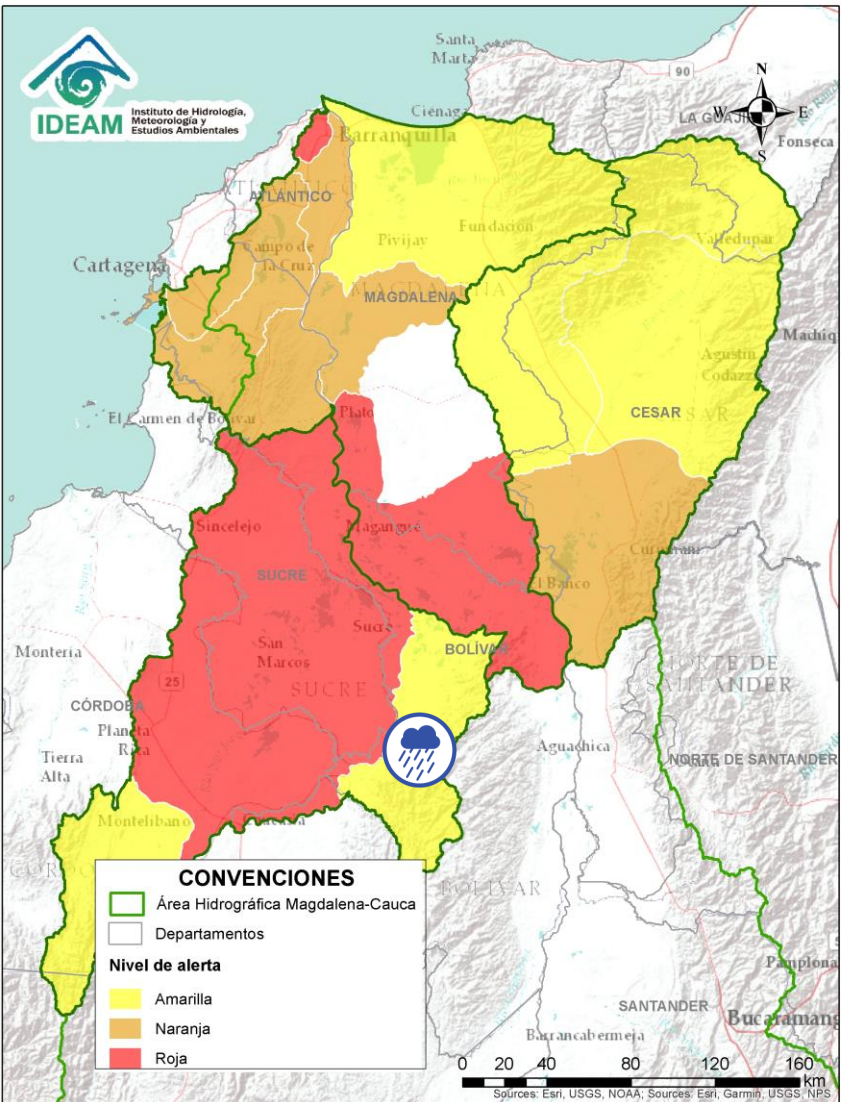 IDEAM
Instituto de Hidrología,
Meteorología y
Estudios Ambientales
Santa
Marta
90
N
W
E
S
LA GUAJIRA
Ciénaga
Barranquilla
Fonseca
ATLÁNTICO
Fundación
Valledupar
Campo de
la Cruz
Pivijay
Cartagena
MAGDALENA
MAGDALENA
Agustín
Codazzi
El Carmen de Bolívar
Plato
CESAR
CESAR
Sincelejo
Magangué
SUCRE
El Banco
Sucre
Montería
San
Marcos
BOLÍVAR
NORTE DE
SANTANDER
25
SUCRE
CÓRDOBA
Planeta
Rica
Tierra
Alta
Aguachica
NORTE DE SANTANDER
Montelíbano
BOLÍVAR
CONVENCIONES
Área Hidrográfica Magdalena-Cauca
Departamentos
Nivel de alerta
Amarilla
Naranja
Roja
Pamplona
SANTANDER
Bucaramang
Barrancabermeja
0 20 40 80 120 160
km
Sources: Esri, USGS, NOAA; Sources: Esri, Garmin, USGS, NPS